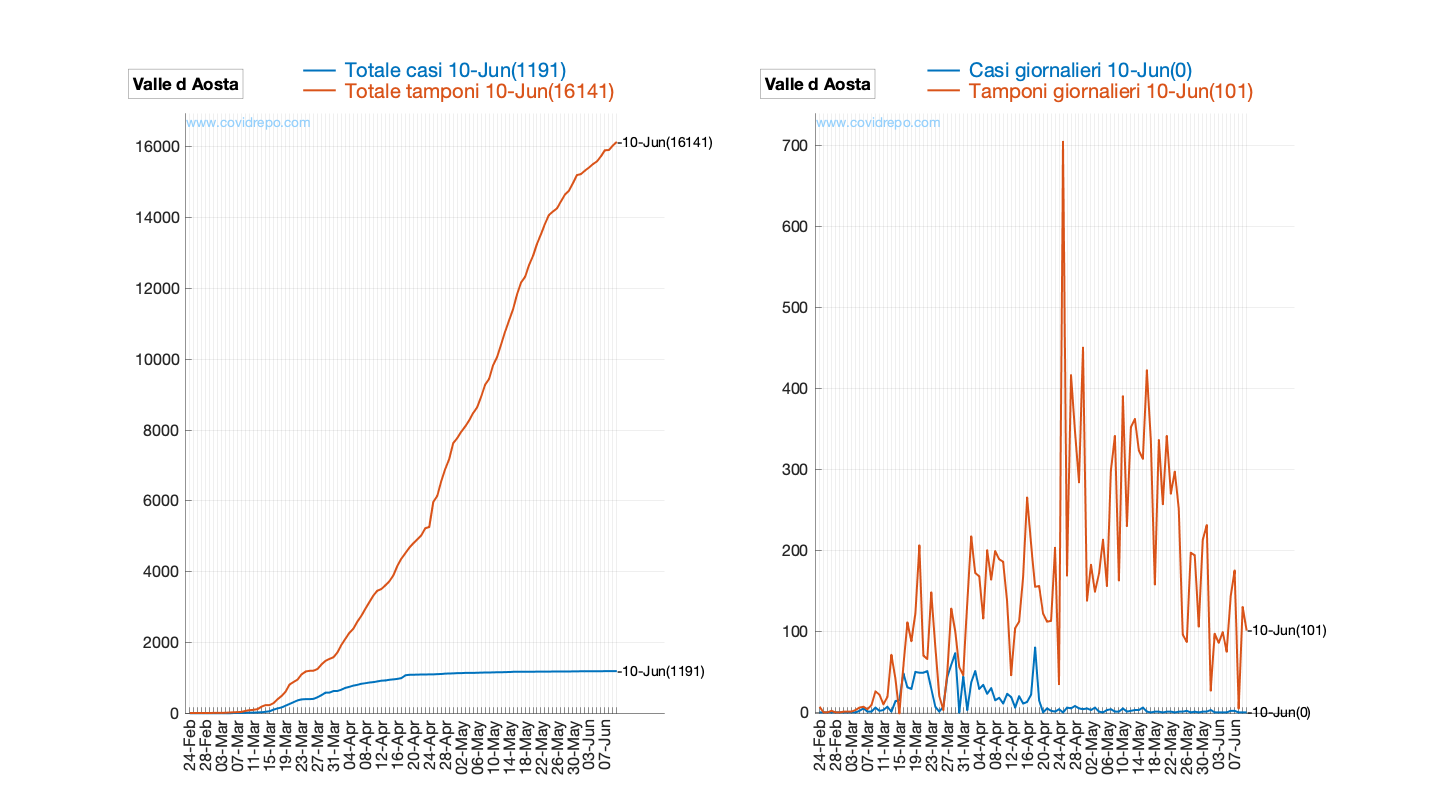 Valle d Aosta
Totale casi 10-Jun(1191)
Totale tamponi 10-Jun(16141)
www.covidrepo.com
16000
14000
12000
10000
8000
6000
4000
2000
0
10-Jun(16141)
10-Jun(1191)
24-Feb
28-Feb
03-Mar
07-Mar
11-Mar
15-Mar
19-Mar
23-Mar
27-Mar
31-Mar
04-Apr
08-Apr
12-Apr
16-Apr
20-Apr
24-Apr
28-Apr
02-May
06-May
10-May
14-May
18-May
22-May
26-May
30-May
03-Jun
07-Jun
Valle d Aosta
Casi giornalieri 10-Jun(0)
Tamponi giornalieri 10-Jun(101)
www.covidrepo.com
700
600
500
400
300
200
100
0
10-Jun(101)
10-Jun(0)
24-Feb
28-Feb
03-Mar
07-Mar
11-Mar
15-Mar
19-Mar
23-Mar
27-Mar
31-Mar
04-Apr
08-Apr
12-Apr
16-Apr
20-Apr
24-Apr
28-Apr
02-May
06-May
10-May
14-May
18-May
22-May
26-May
30-May
03-Jun
07-Jun